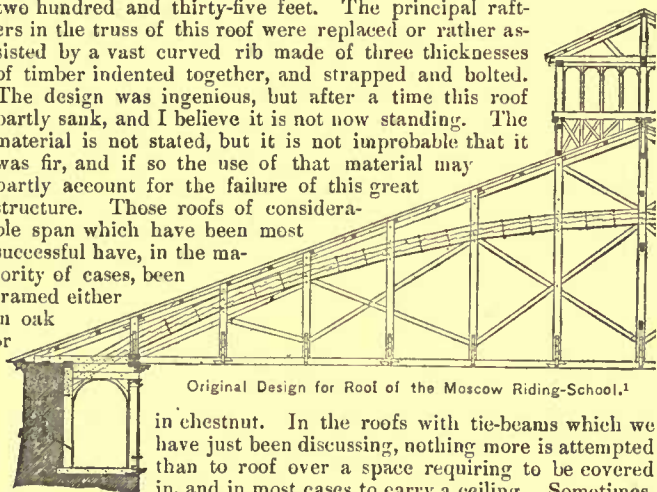 two hundred and thirty-five feet. The principal raft-
ers in the truss of this roof were replaced or rather as-
sisted by a vast curved rib made of three thicknesses
of timber indented together, and strapped and bolted.
The design was ingenious, but after a time this roof
partly sank, and I believe it is not now standing. The
material is not stated, but it is not improbable that it
was fir, and if so the use of that material may
partly account for the failure of this great
structure. Those roofs of considera-
ble span which have been most
successful have, in the ma-
jority of cases, been
framed either
in oak
or
Original Design for Roof of the Moscow Riding-School.¹
in chestnut. In the roofs with tie-beams which we
have just been discussing, nothing more is attempted
than to roof over a space requiring to be covered
in, and in most cases to carry a ceiling. Sometimes,